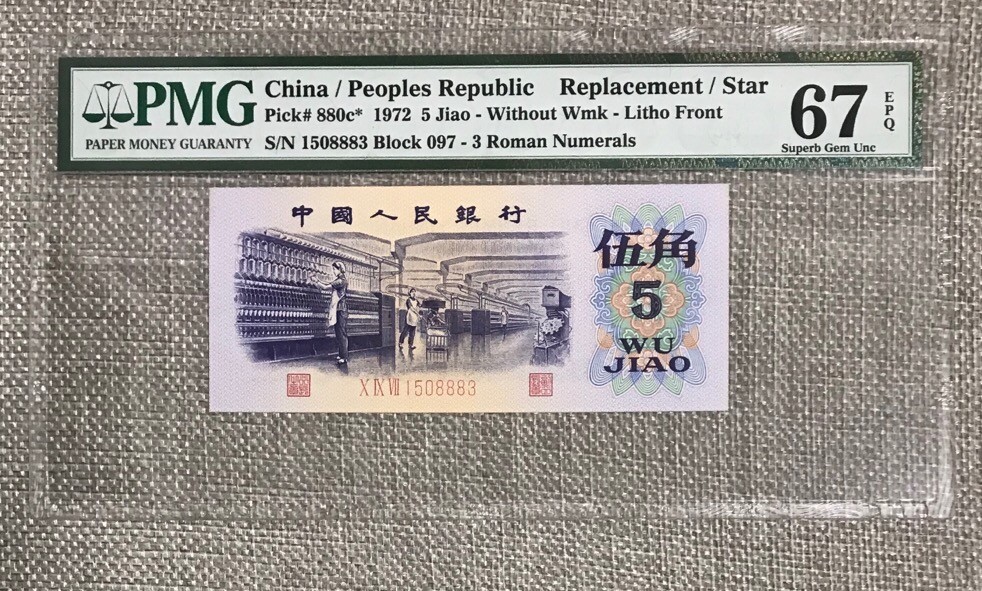 PMG
PAPER MONEY GUARANTY
China / Peoples Republic Replacement / Star
Pick# 880c* 1972 5 Jiao - Without Wmk - Litho Front
S/N 1508883 Block 097 - 3 Roman Numerals
67
EPQ
Superb Gem Unc
中國人民銀行
伍角
5
WU
JIAO
X IX VII 1508883